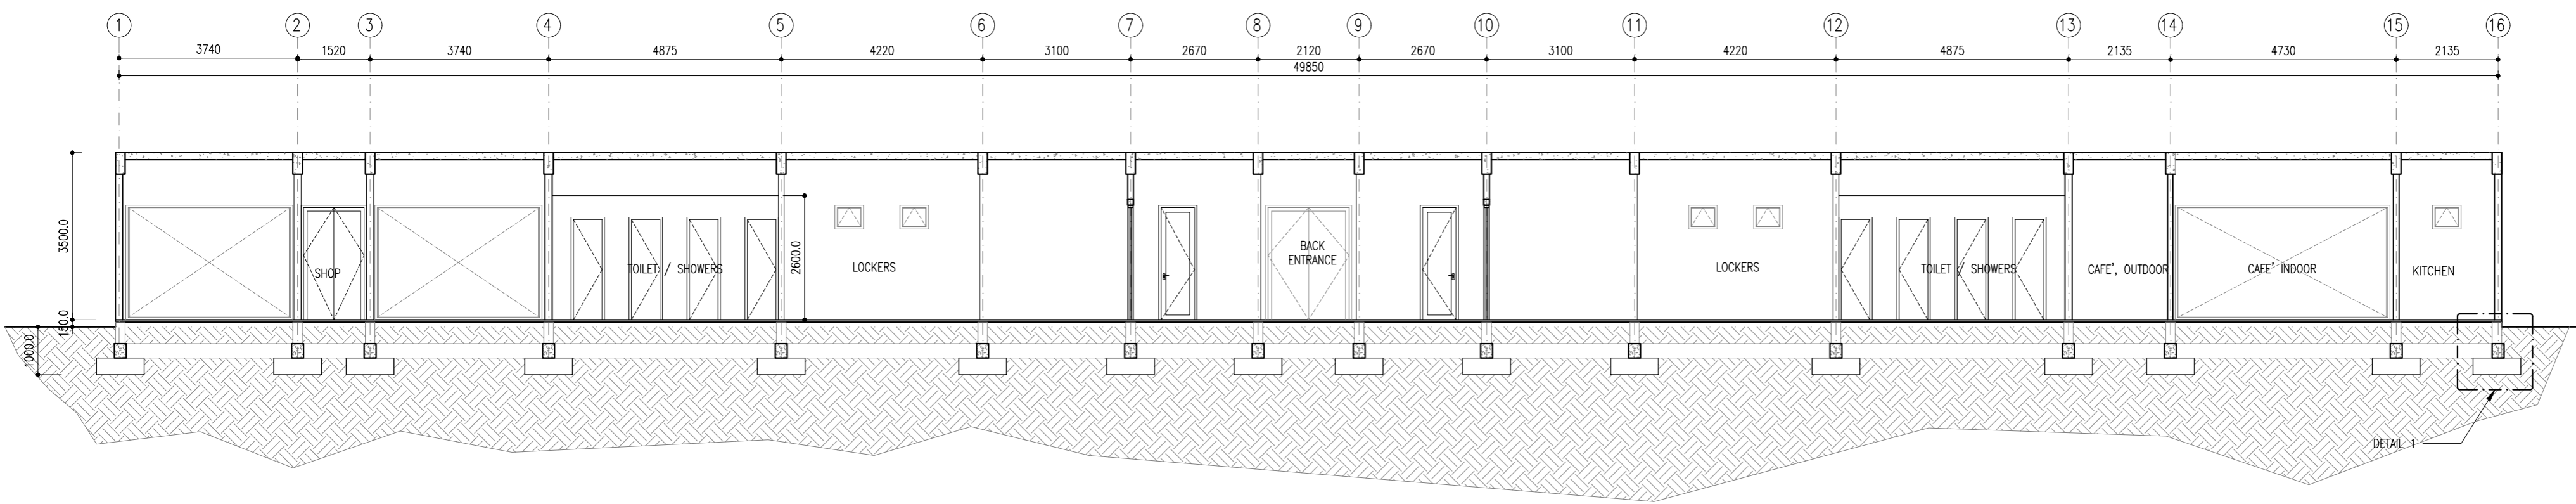 1 2 3 4 5 6 7 8 9 10 11 12 13 14 15 16
3740 1520 3740 4875 4220 3100 2670 2120 2670 3100 4220 4875 2135 4730 2135
49850
3500.0
150.0
1000.0
2600.0
SHOP
TOILET / SHOWERS
LOCKERS
BACK
ENTRANCE
LOCKERS
TOILET / SHOWERS
CAFE', OUTDOOR
CAFE' INDOOR
KITCHEN
DETAIL 1